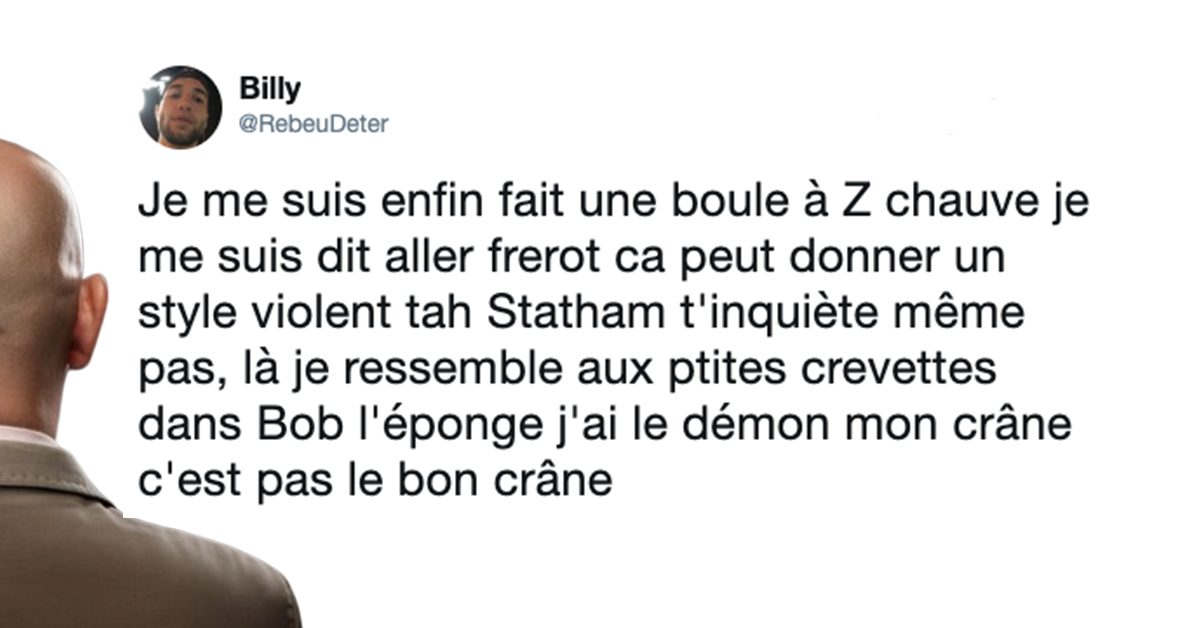 Billy
@RebeuDeter
Je me suis enfin fait une boule à Z chauve je
me suis dit aller frerot ca peut donner un
style violent tah Statham t'inquiète même
pas, là je ressemble aux ptites crevettes
dans Bob l'éponge j'ai le démon mon crâne
c'est pas le bon crâne